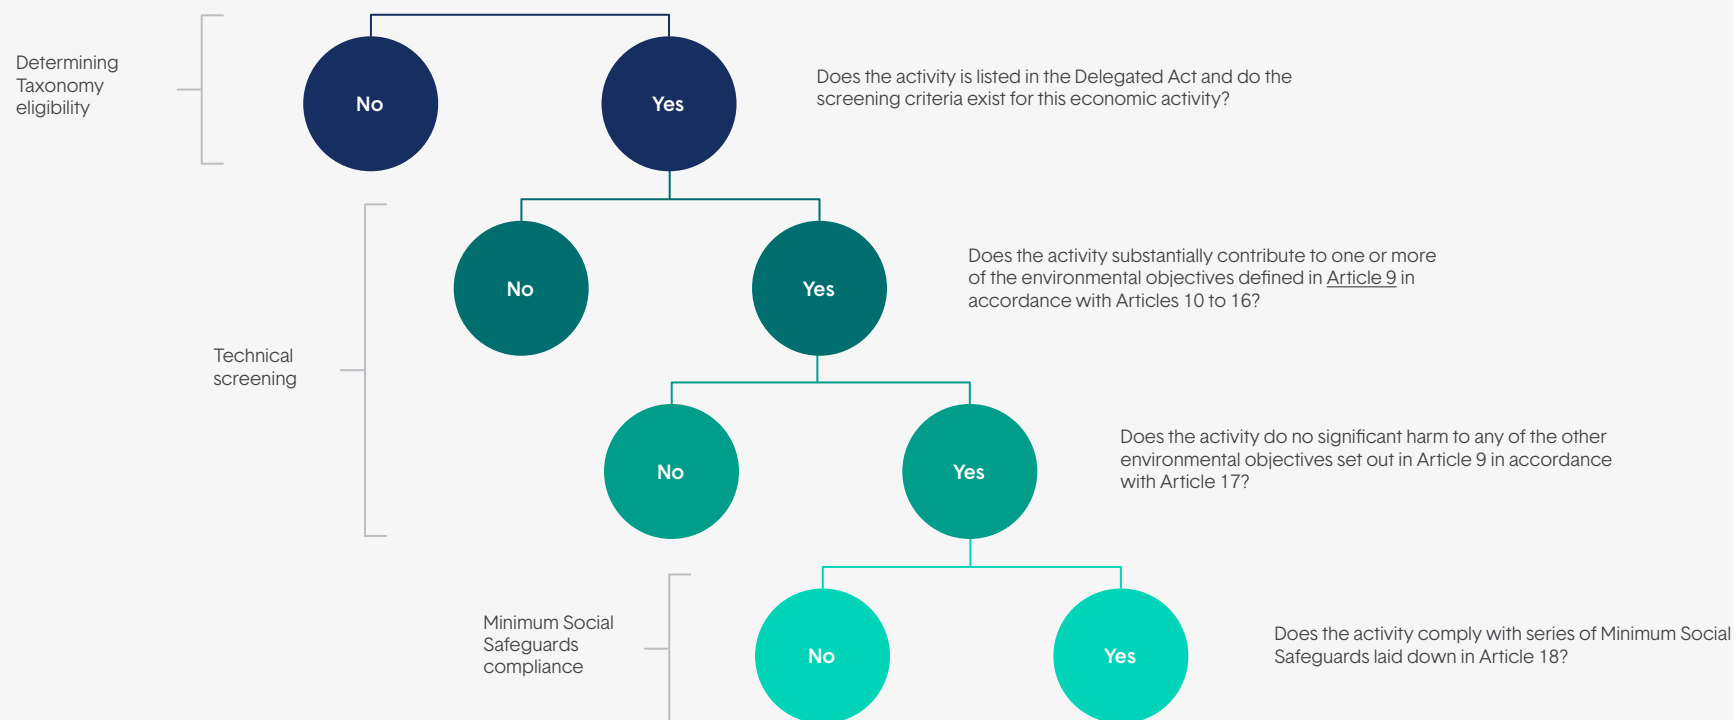 Determining
Taxonomy
eligibility
No
Yes
Does the activity is listed in the Delegated Act and do the
screening criteria exist for this economic activity?
Technical
screening
No
Yes
Does the activity substantially contribute to one or more
of the environmental objectives defined in Article 9 in
accordance with Articles 10 to 16?
No
Yes
Does the activity do no significant harm to any of the other
environmental objectives set out in Article 9 in accordance
with Article 17?
Minimum Social
Safeguards
compliance
No
Yes
Does the activity comply with series of Minimum Social
Safeguards laid down in Article 18?